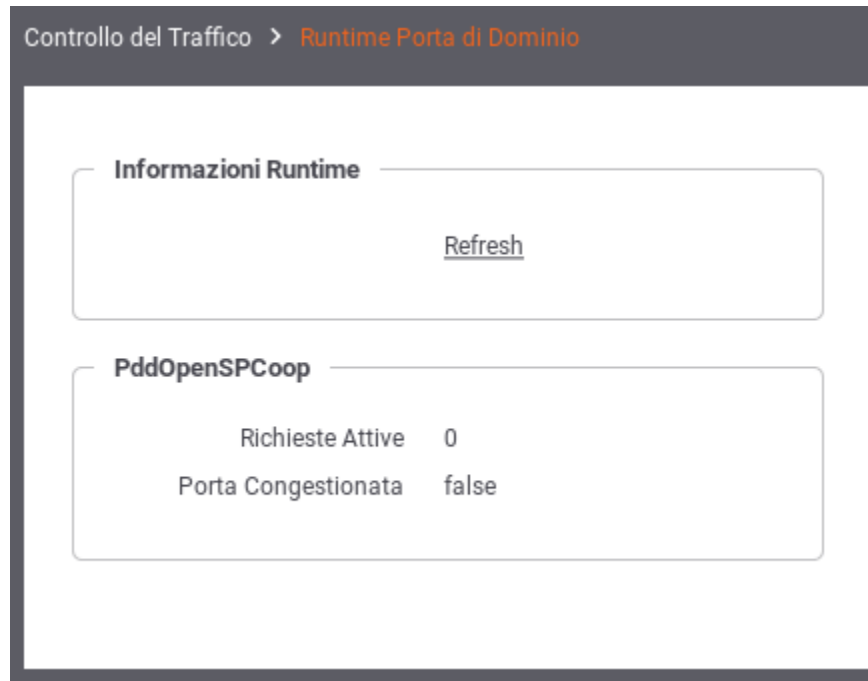 Controllo del Traffico > Runtime Porta di Dominio
Informazioni Runtime
Refresh
PddOpenSPCoop
Richieste Attive 0
Porta Congestionata false